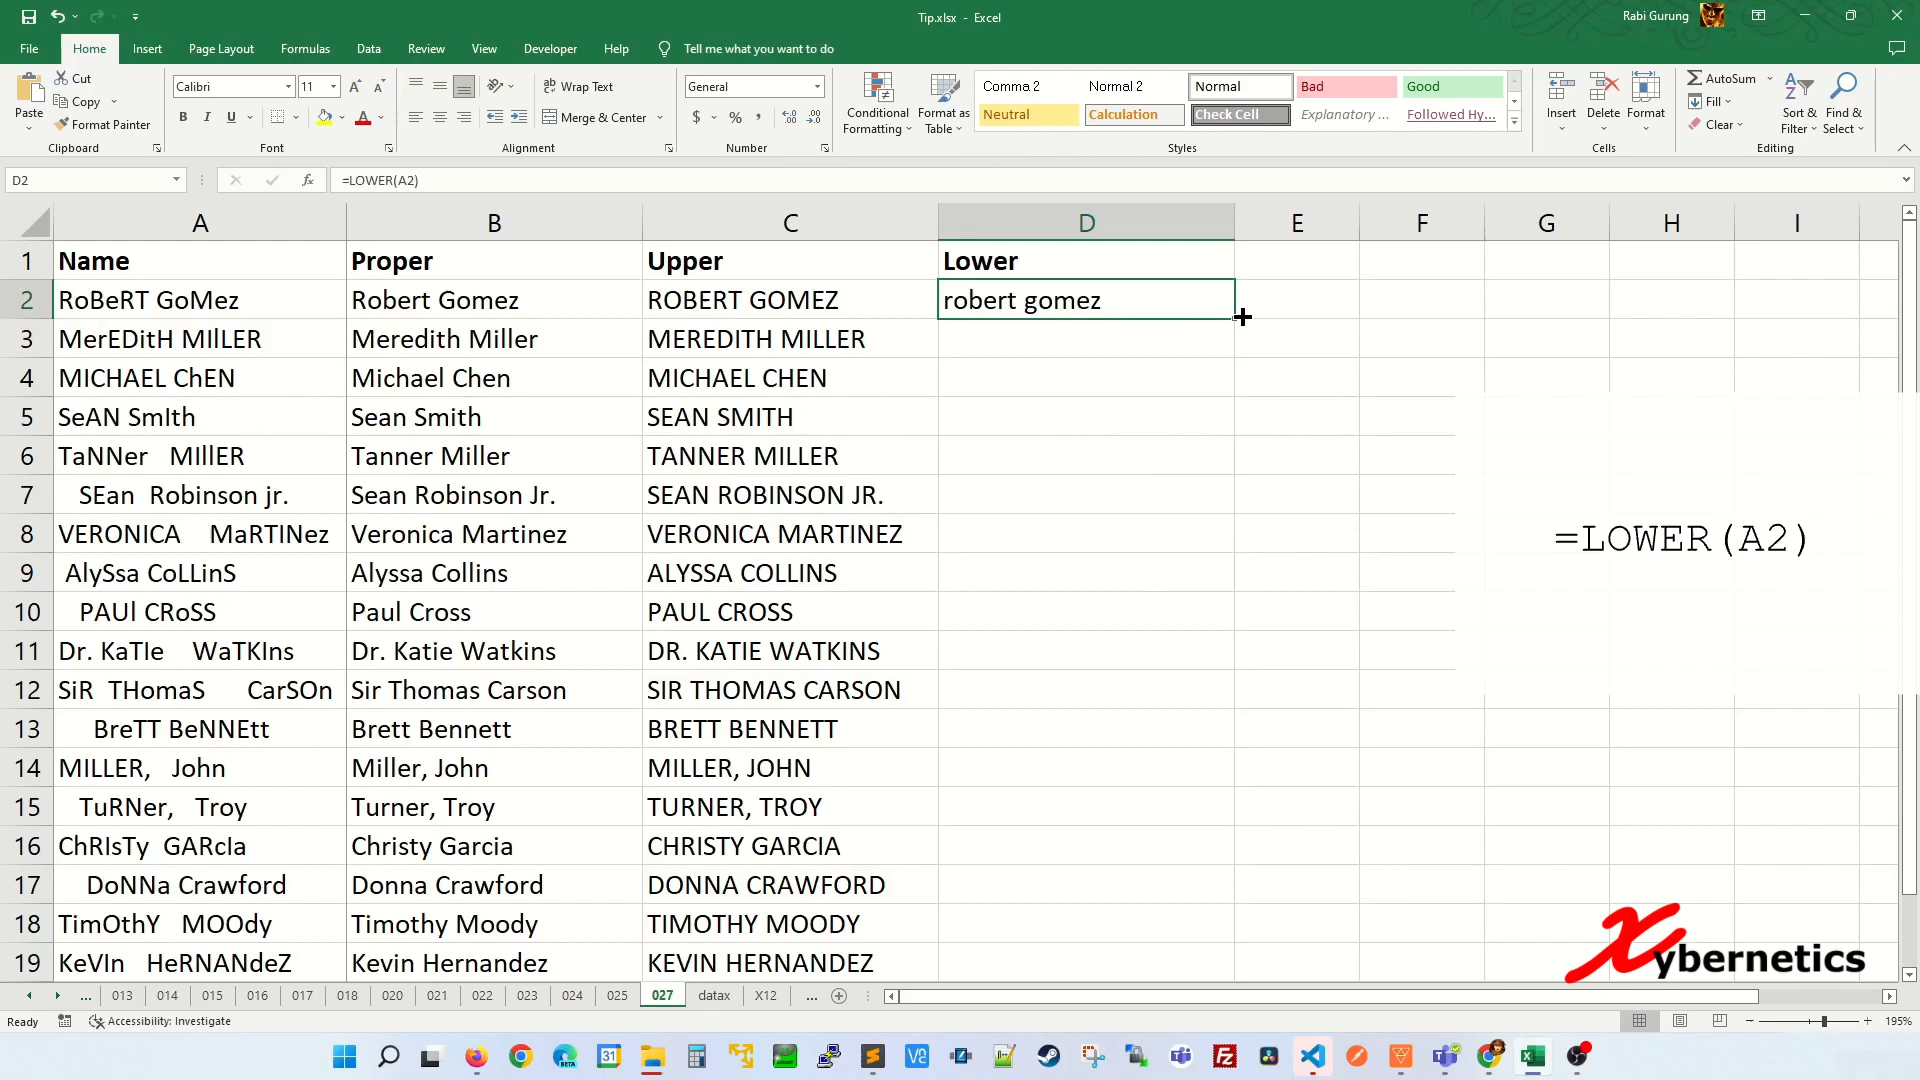 Tip.xlsx - Excel
Rabi Gurung
File Home Insert Page Layout Formulas Data Review View Developer Help Tell me what you want to do
Paste
Cut
Copy
Format Painter
Clipboard
Calibri 11
B I U
Font
Wrap Text
Merge & Center
Alignment
General
$ % ,
Number
Conditional Formatting
Format as Table
Comma 2 Normal 2 Normal Bad Good
Neutral Calculation Check Cell Explanatory ... Followed Hy...
Styles
Insert Delete Format
Cells
AutoSum
Fill
Clear
Sort & Filter
Find & Select
Editing
D2 fx =LOWER(A2)
A B C D E F G H I
1 Name Proper Upper Lower
2 RoBeRT GoMez Robert Gomez ROBERT GOMEZ robert gomez
3 MerEDitH MIlLER Meredith Miller MEREDITH MILLER
4 MICHAEL ChEN Michael Chen MICHAEL CHEN
5 SeAN SmIth Sean Smith SEAN SMITH
6 TaNNer MIllER Tanner Miller TANNER MILLER
7 SEan Robinson jr. Sean Robinson Jr. SEAN ROBINSON JR.
8 VERONICA MaRTINez Veronica Martinez VERONICA MARTINEZ
=LOWER(A2)
9 AlySsa CoLLinS Alyssa Collins ALYSSA COLLINS
10 PAUl CRoSS Paul Cross PAUL CROSS
11 Dr. KaTIe WaTKIns Dr. Katie Watkins DR. KATIE WATKINS
12 SiR THomaS CarSOn Sir Thomas Carson SIR THOMAS CARSON
13 BreTT BeNNEtt Brett Bennett BRETT BENNETT
14 MILLER, John Miller, John MILLER, JOHN
15 TuRNer, Troy Turner, Troy TURNER, TROY
16 ChRIsTy GARcIa Christy Garcia CHRISTY GARCIA
17 DoNNa Crawford Donna Crawford DONNA CRAWFORD
18 TimOthY MOOdy Timothy Moody TIMOTHY MOODY
19 KeVIn HeRNANdeZ Kevin Hernandez KEVIN HERNANDEZ
Xybernetics
... 013 014 015 016 017 018 020 021 022 023 024 025 027 datax X12 ...
Ready Accessibility: Investigate 195%